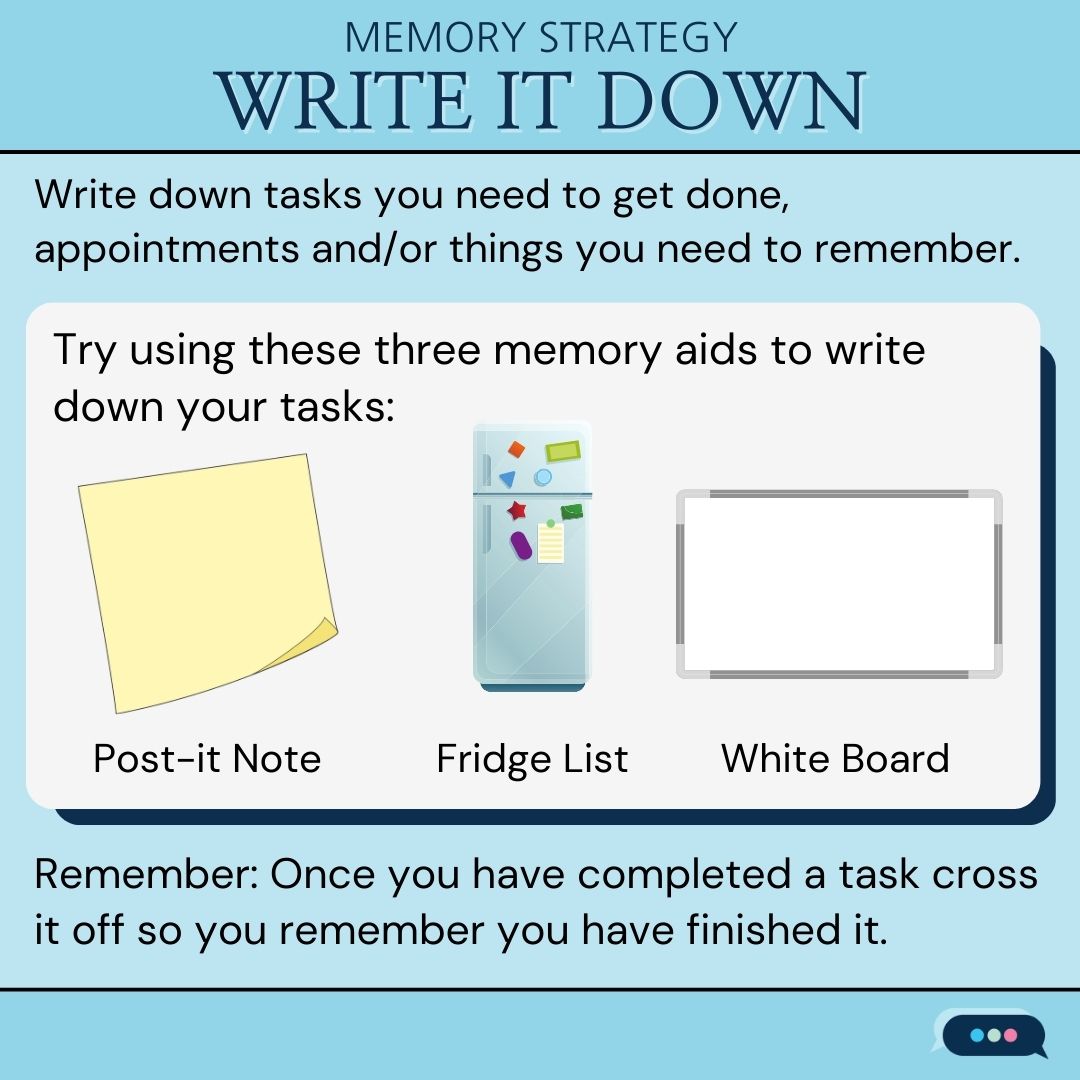 MEMORY STRATEGY
WRITE IT DOWN
Write down tasks you need to get done,
appointments and/or things you need to remember.
Try using these three memory aids to write
down your tasks:
Post-it Note
Fridge List
White Board
Remember: Once you have completed a task cross
it off so you remember you have finished it.